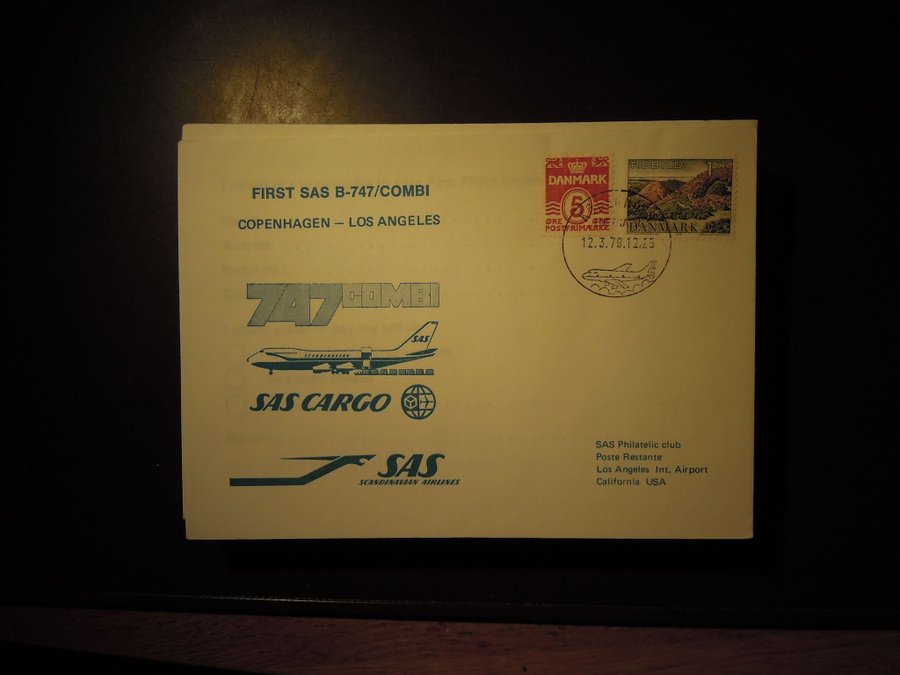 FIRST SAS B-747/COMBI
COPENHAGEN – LOS ANGELES
747 COMBI
SAS
SCANDINAVIAN
SAS CARGO
SAS
SCANDINAVIAN AIRLINES
DANMARK
5
ØRE ØRE
POSTFRIMÆRKE
REBILD 1KR
DANMARK
12.3.79.12.25
SAS Philatelic club
Poste Restante
Los Angeles Int. Airport
California USA